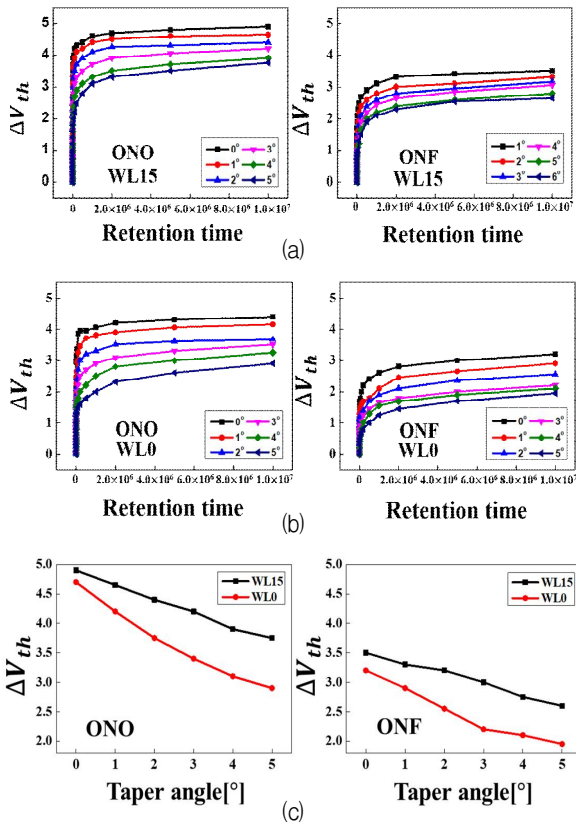 5
4
3
2
1
0
ΔVth
ONO
WL15
0° 3°
1° 4°
2° 5°
0 2.0×10⁶ 4.0×10⁶ 6.0×10⁶ 8.0×10⁶ 1.0×10⁷
Retention time
5
4
3
2
1
0
ΔVth
ONF
WL15
1° 4°
2° 5°
3° 6°
0 2.0×10⁶ 4.0×10⁶ 6.0×10⁶ 8.0×10⁶ 1.0×10⁷
Retention time
(a)
5
4
3
2
1
0
ΔVth
ONO
WL0
0° 3°
1° 4°
2° 5°
0 2.0×10⁶ 4.0×10⁶ 6.0×10⁶ 8.0×10⁶ 1.0×10⁷
Retention time
5
4
3
2
1
0
ΔVth
ONF
WL0
0° 3°
1° 4°
2° 5°
0 2.0×10⁶ 4.0×10⁶ 6.0×10⁶ 8.0×10⁶ 1.0×10⁷
Retention time
(b)
5.0
4.5
4.0
3.5
3.0
2.5
2.0
ΔVth
WL15
WL0
ONO
0 1 2 3 4 5
Taper angle[°]
5.0
4.5
4.0
3.5
3.0
2.5
2.0
ΔVth
WL15
WL0
ONF
0 1 2 3 4 5
Taper angle[°]
(c)